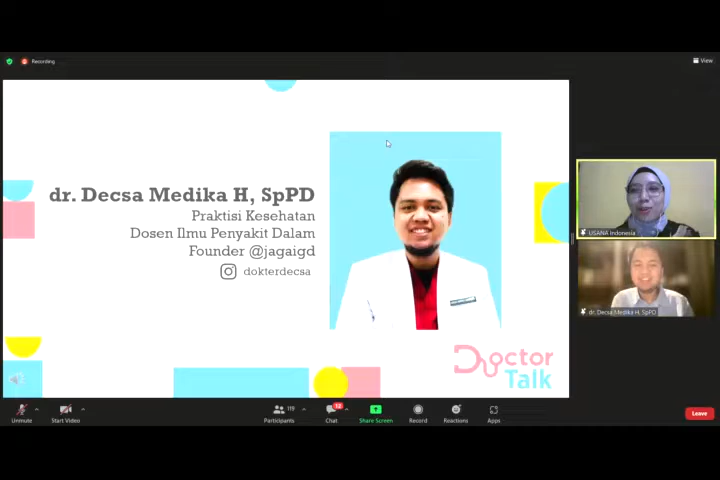 Recording
View
dr. Decsa Medika H, SpPD
Praktisi Kesehatan
Dosen Ilmu Penyakit Dalam
Founder @jagaigd
dokterdecsa
Doctor
Talk
USANA Indonesia
dr. Decsa Medika H, SpPD
Unmute
Start Video
Participants
119
Chat
Share Screen
Record
Reactions
Apps
Leave